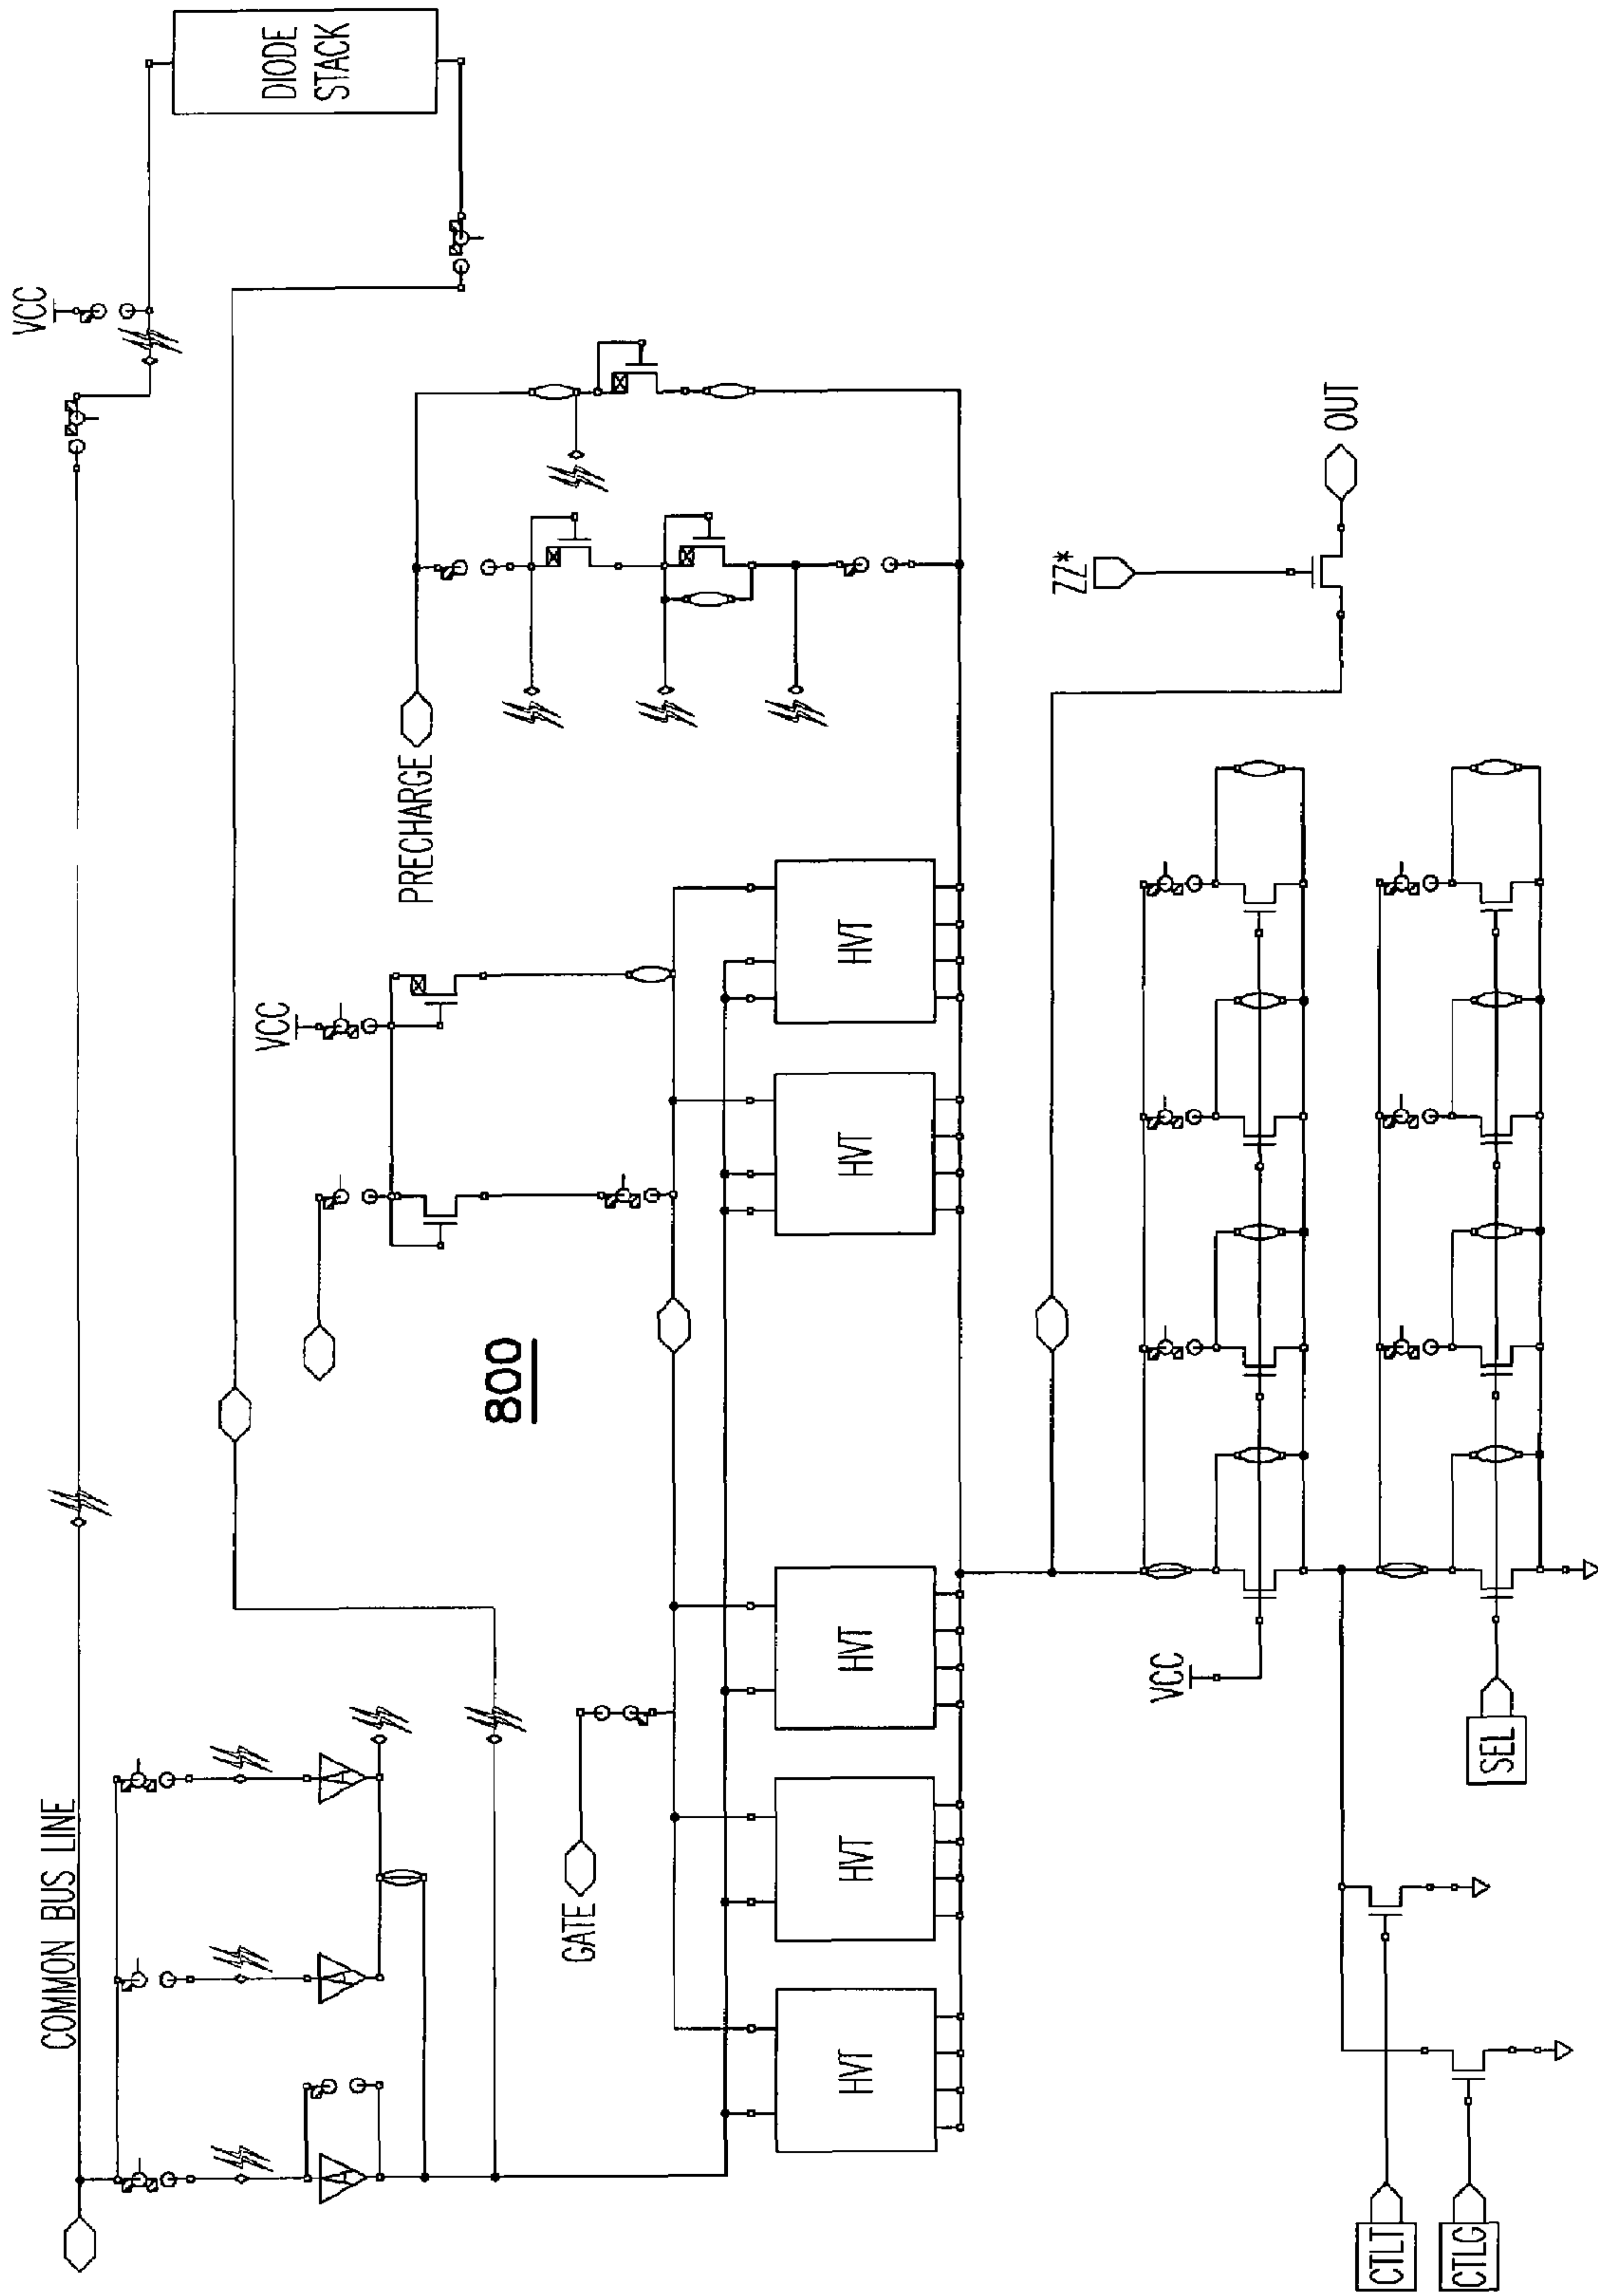 COMMON BUS LINE
VCC
DIODE
STACK
GATE
800
VCC
PRECHARGE
HVT
HVT
HVT
HVT
HVT
ZZ*
OUT
VCC
SEL
CTLT
CTLG